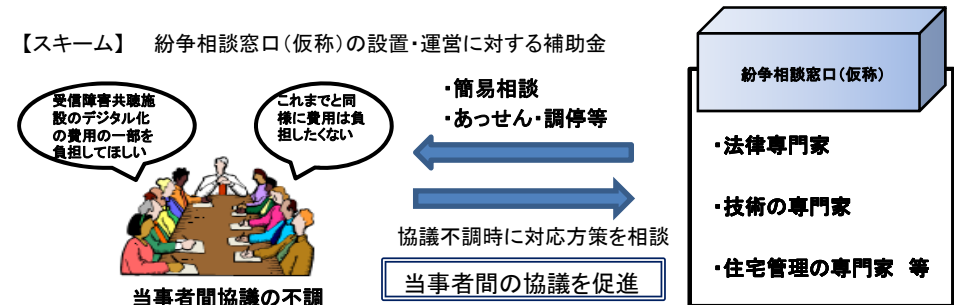 【スキーム】 紛争相談窓口(仮称)の設置・運営に対する補助金
受信障害共聴施
設のデジタル化
の費用の一部を
負担してほしい
これまでと同
様に費用は負
担したくない
当事者間協議の不調
・簡易相談
・あっせん・調停等
協議不調時に対応方策を相談
当事者間の協議を促進
紛争相談窓口(仮称)
・法律専門家
・技術の専門家
・住宅管理の専門家 等